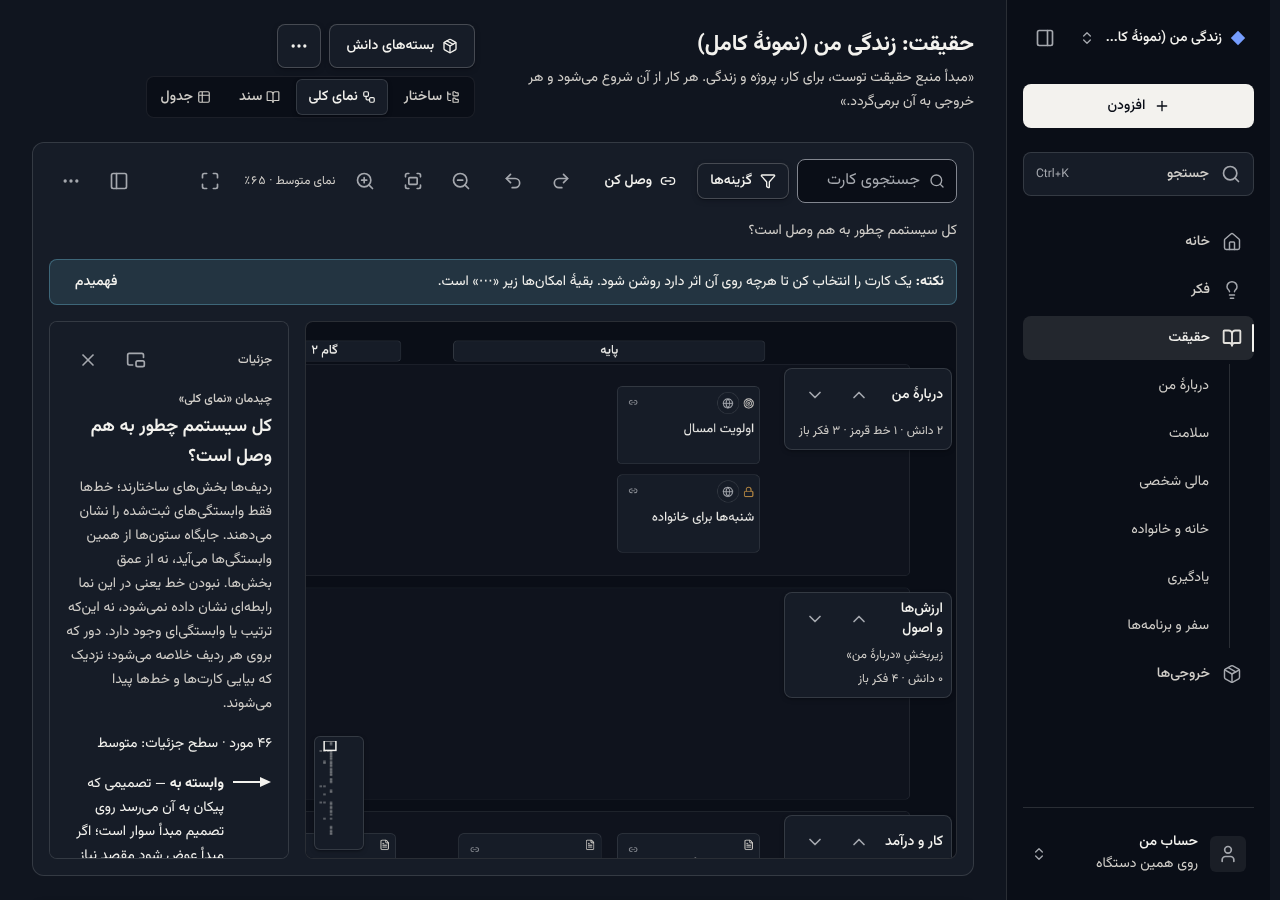 زندگی من (نمونهٔ کا...
افزودن
جستجو
Ctrl+K
خانه
فکر
حقیقت
دربارهٔ من
سلامت
مالی شخصی
خانه و خانواده
یادگیری
سفر و برنامه‌ها
خروجی‌ها
حساب من
روی همین دستگاه
حقیقت: زندگی من (نمونهٔ کامل)
«مبدأ منبع حقیقت توست، برای کار، پروژه و زندگی. هر کار از آن شروع می‌شود و هر
خروجی به آن برمی‌گردد.»
بسته‌های دانش
ساختار
نمای کلی
سند
جدول
جستجوی کارت
گزینه‌ها
وصل کن
نمای متوسط · ۶۵٪
کل سیستمم چطور به هم وصل است؟
نکته: یک کارت را انتخاب کن تا هرچه روی آن اثر دارد روشن شود. بقیهٔ امکان‌ها زیر «⋯» است.
فهمیدم
پایه
گام ۲
دربارهٔ من
۲ دانش · ۱ خط قرمز · ۳ فکر باز
اولویت امسال
شنبه‌ها برای خانواده
ارزش‌ها
و اصول
زیربخشِ «دربارهٔ من»
۰ دانش · ۴ فکر باز
کار و درآمد
جزئیات
چیدمان «نمای کلی»
کل سیستمم چطور به هم
وصل است؟
ردیف‌ها بخش‌های ساختارند؛ خط‌ها
فقط وابستگی‌های ثبت‌شده را نشان
می‌دهند. جایگاه ستون‌ها از همین
وابستگی‌ها می‌آید، نه از عمق
بخش‌ها. نبودن خط یعنی در این نما
رابطه‌ای نشان داده نمی‌شود، نه این‌که
ترتیب یا وابستگی‌ای وجود دارد. دور که
بروی هر ردیف خلاصه می‌شود؛ نزدیک
که بیایی کارت‌ها و خط‌ها پیدا
می‌شوند.
۴۶ مورد · سطح جزئیات: متوسط
وابسته به — تصمیمی که
پیکان به آن می‌رسد روی
تصمیم مبدأ سوار است؛ اگر
مبدأ عوض شود مقصد نیاز